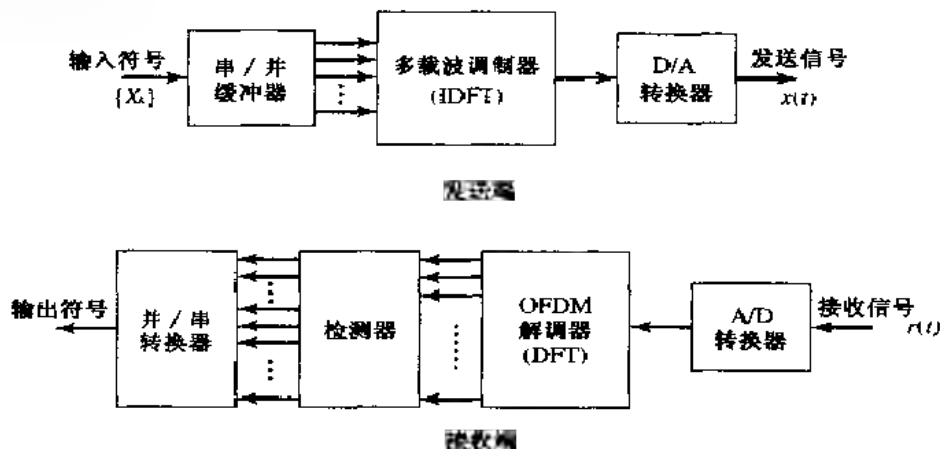 输入符号
{Xₖ}
串 / 并
缓冲器
多载波调制器
(IDFT)
D/A
转换器
发送信号
x(t)
发送端
输出符号
并 / 串
转换器
检测器
OFDM
解调器
(DFT)
A/D
转换器
接收信号
r(t)
接收端